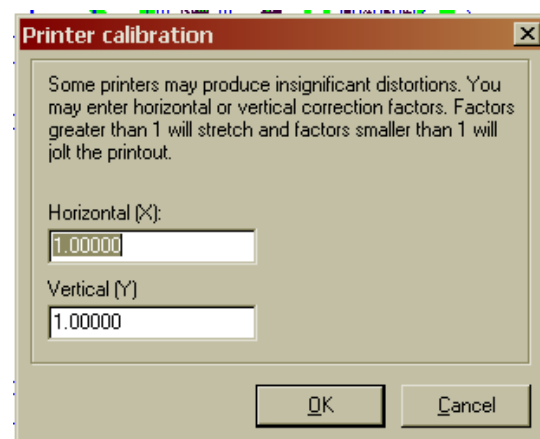 Printer calibration
Some printers may produce insignificant distortions. You
may enter horizontal or vertical correction factors. Factors
greater than 1 will stretch and factors smaller than 1 will
jolt the printout.
Horizontal (X):
1.00000
Vertical (Y)
1.00000
OK Cancel